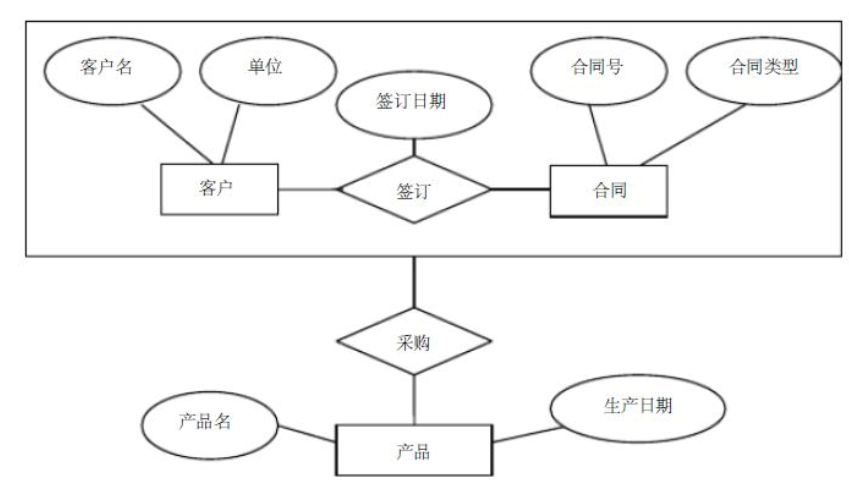 客户名
单位
签订日期
合同号
合同类型
客户
签订
合同
采购
产品名
生产日期
产品